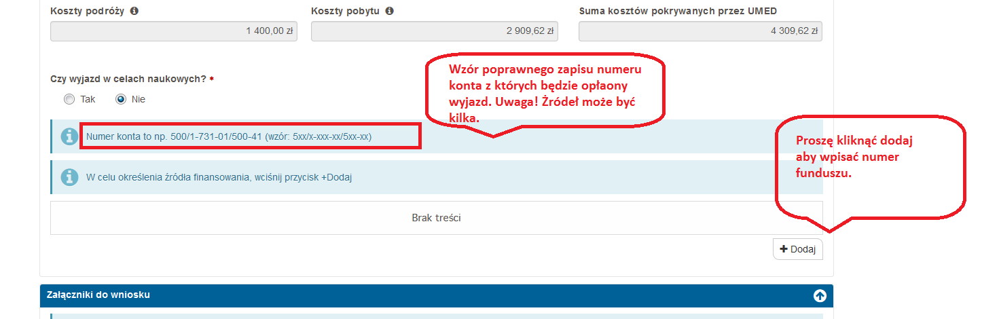 Koszty podróży
Koszty pobytu
Suma kosztów pokrywanych przez UMED
1 400,00 zł
2 909,62 zł
4 309,62 zł
Czy wyjazd w celach naukowych? *
Tak
Nie
Wzór poprawnego zapisu numeru
konta z których będzie opłaony
wyjazd. Uwaga! Żródeł może być
kilka.
Numer konta to np. 500/1-731-01/500-41 (wzór: 5xx/x-xxx-xx/5xx-xx)
Proszę kliknąć dodaj
aby wpisać numer
funduszu.
W celu określenia źródła finansowania, wciśnij przycisk +Dodaj
Brak treści
+ Dodaj
Załączniki do wniosku